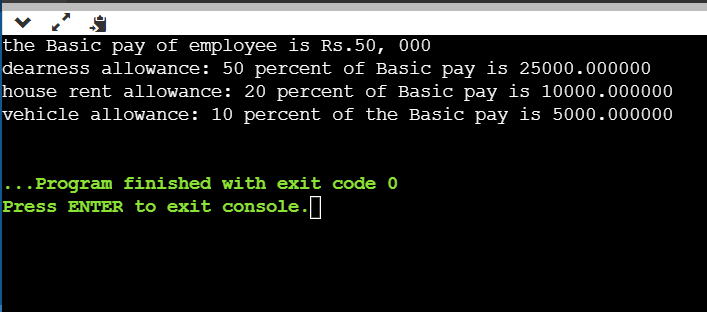 the Basic pay of employee is Rs.50, 000
dearness allowance: 50 percent of Basic pay is 25000.000000
house rent allowance: 20 percent of Basic pay is 10000.000000
vehicle allowance: 10 percent of the Basic pay is 5000.000000
...Program finished with exit code 0
Press ENTER to exit console.